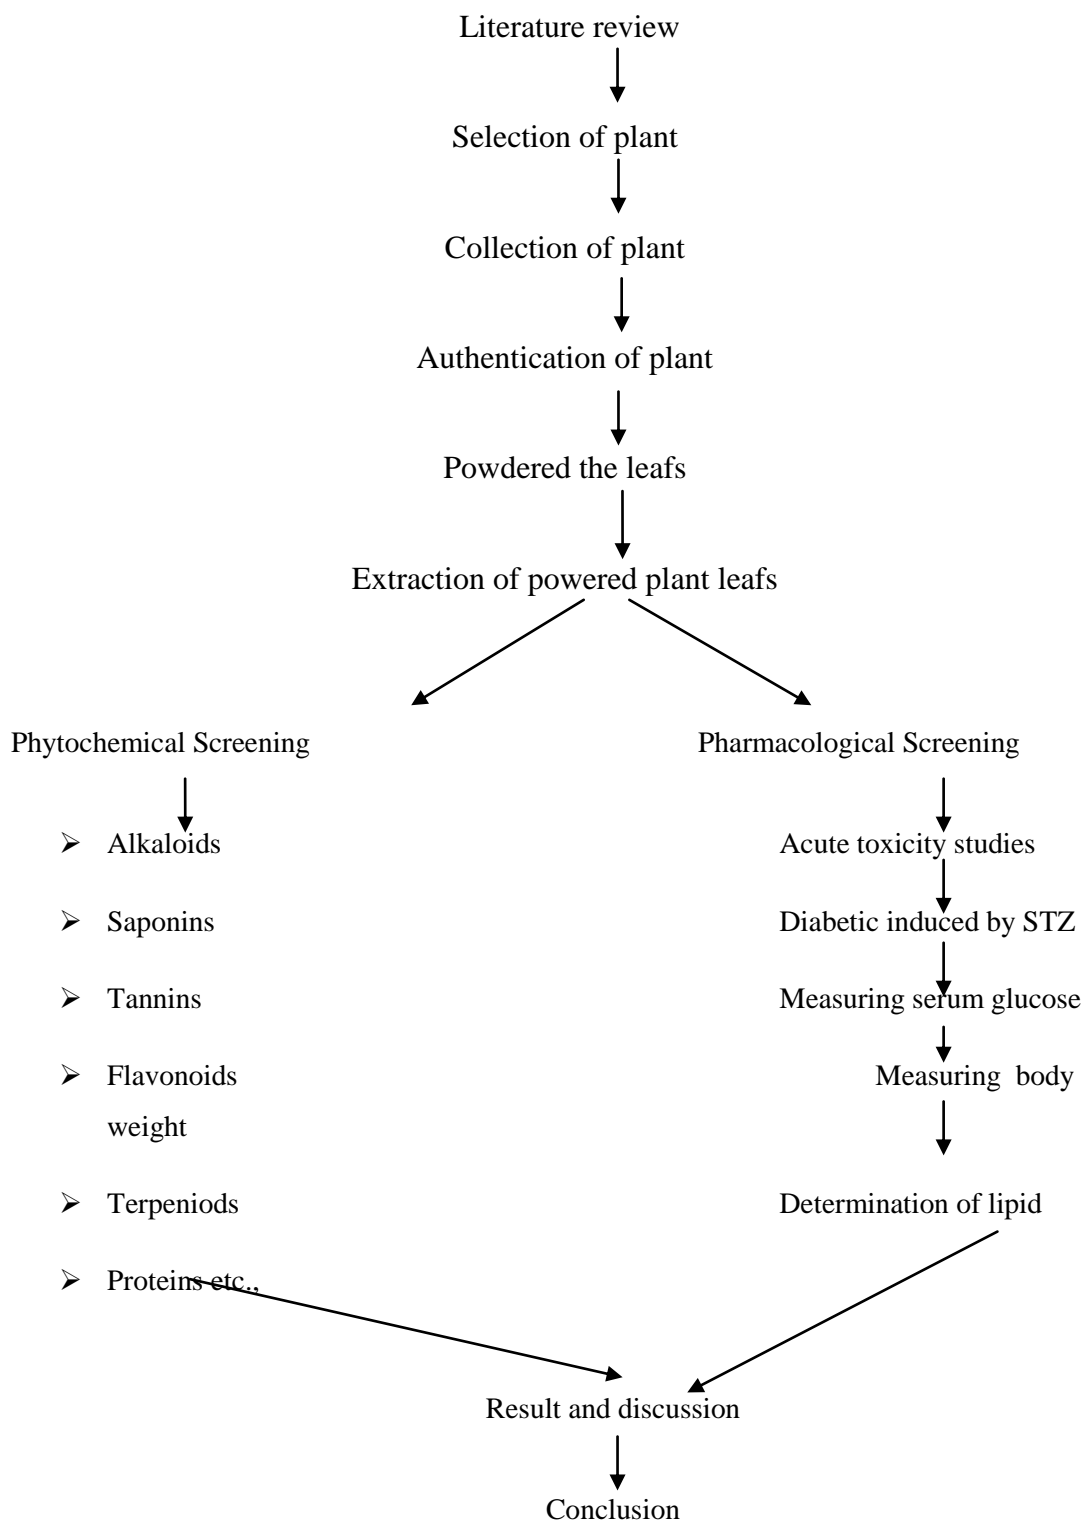 Literature review
Selection of plant
Collection of plant
Authentication of plant
Powdered the leafs
Extraction of powered plant leafs
Phytochemical Screening
Pharmacological Screening
➢ Alkaloids
Acute toxicity studies
➢ Saponins
Diabetic induced by STZ
➢ Tannins
Measuring serum glucose
➢ Flavonoids
Measuring body
weight
➢ Terpeniods
Determination of lipid
➢ Proteins etc.,
Result and discussion
Conclusion